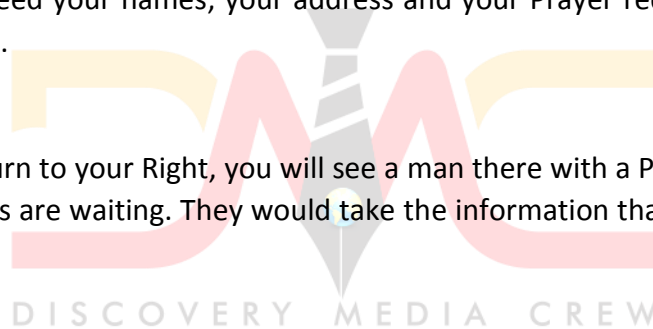 eed your names, your address and your Prayer re
.
urn to your Right, you will see a man there with a P
s are waiting. They would take the information tha
DISCOVERY MEDIA CREW